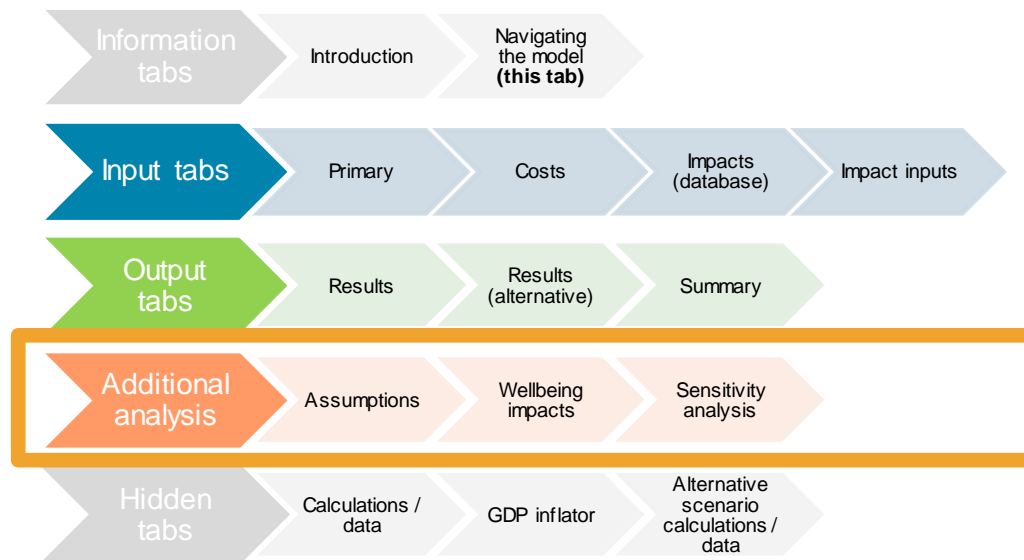 Information
tabs
Introduction
Navigating
the model
(this tab)
Input tabs
Primary
Costs
Impacts
(database)
Impact inputs
Output
tabs
Results
Results
(alternative)
Summary
Additional
analysis
Assumptions
Wellbeing
impacts
Sensitivity
analysis
Hidden
tabs
Calculations /
data
GDP inflator
Alternative
scenario
calculations /
data